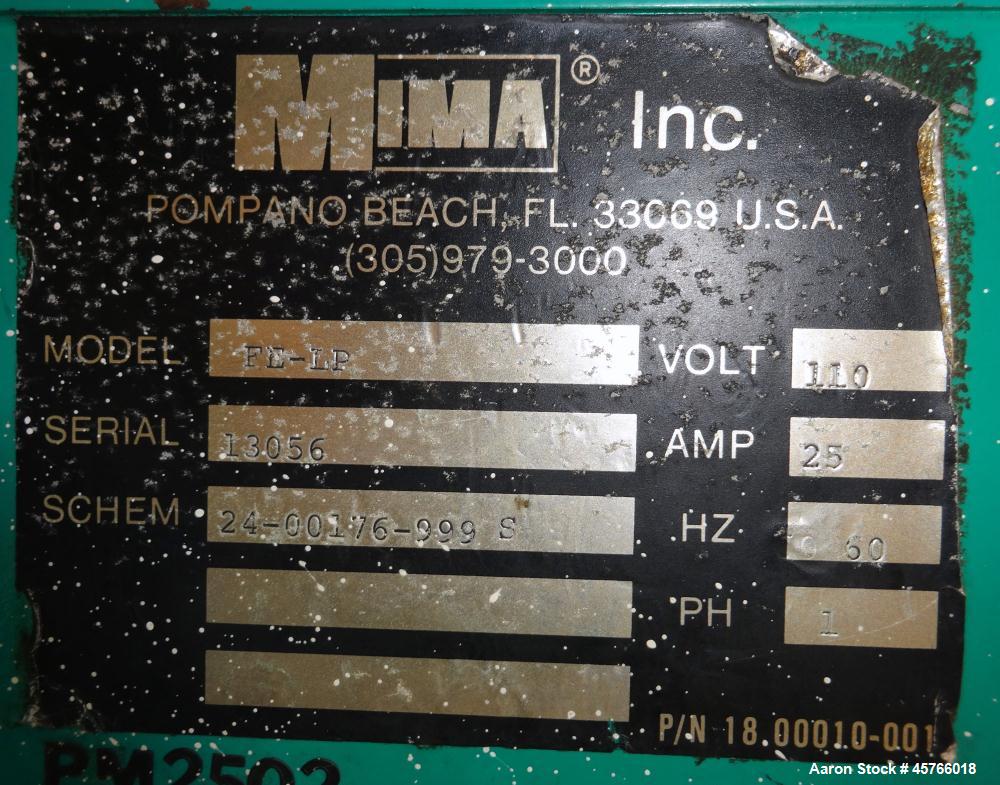 MIMA® Inc.
POMPANO BEACH, FL. 33069 U.S.A.
(305)979-3000
MODEL FE-LP VOLT 110
SERIAL 13056 AMP 25
SCHEM 24-00176-999 S HZ 60
PH 1
P/N 18.00010-001
Aaron Stock # 45766018